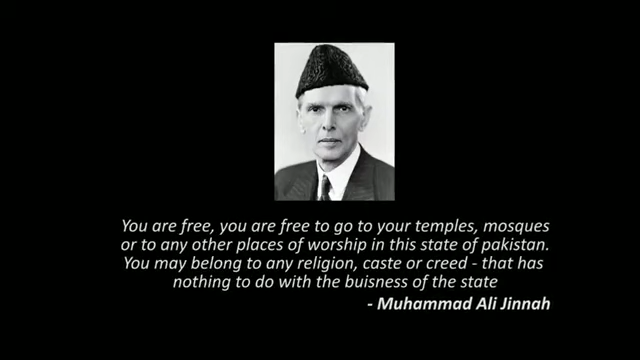 You are free, you are free to go to your temples, mosques
or to any other places of worship in this state of pakistan.
You may belong to any religion, caste or creed - that has
nothing to do with the buisness of the state
- Muhammad Ali Jinnah